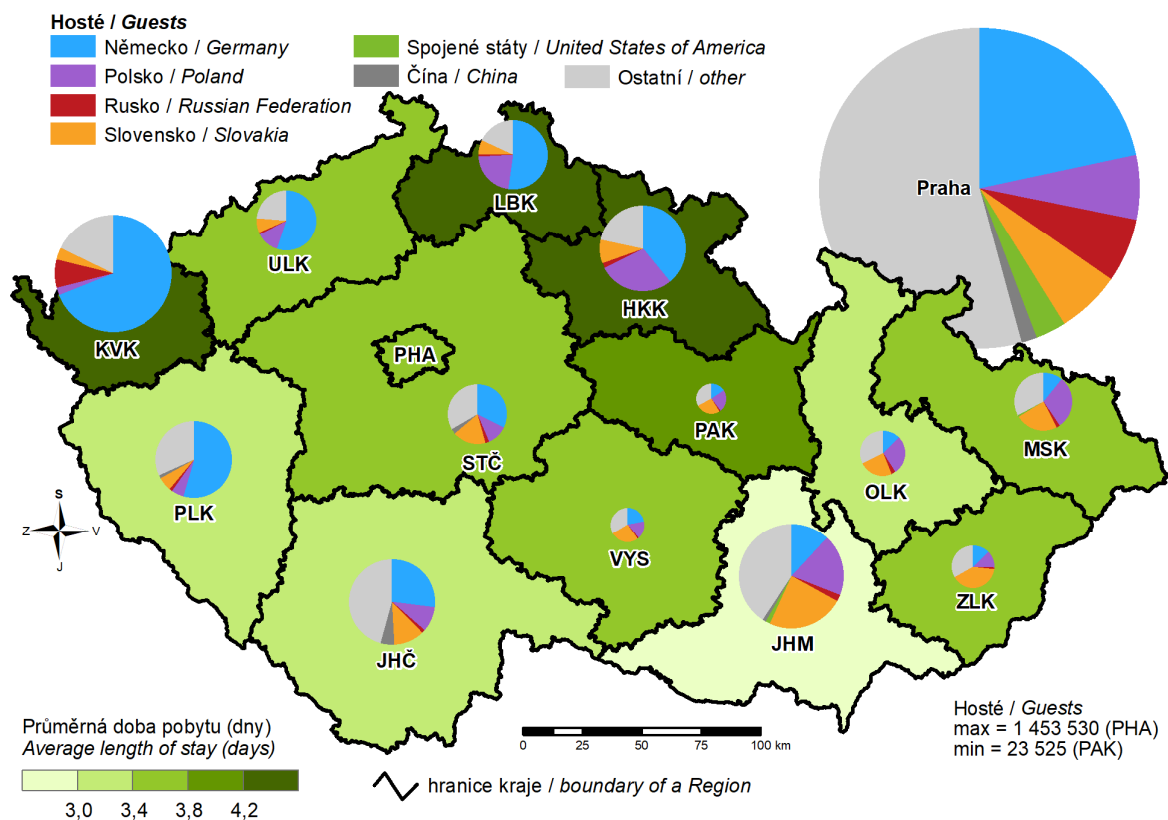 Hosté / Guests
Německo / Germany
Polsko / Poland
Rusko / Russian Federation
Slovensko / Slovakia
Spojené státy / United States of America
Čína / China
Ostatní / other
Praha
LBK
ULK
HKK
KVK
PHA
PAK
STČ
MSK
OLK
PLK
VYS
ZLK
JHM
JHČ
S
Z
V
J
Průměrná doba pobytu (dny)
Average length of stay (days)
3,0 3,4 3,8 4,2
0 25 50 75 100 km
hranice kraje / boundary of a Region
Hosté / Guests
max = 1 453 530 (PHA)
min = 23 525 (PAK)